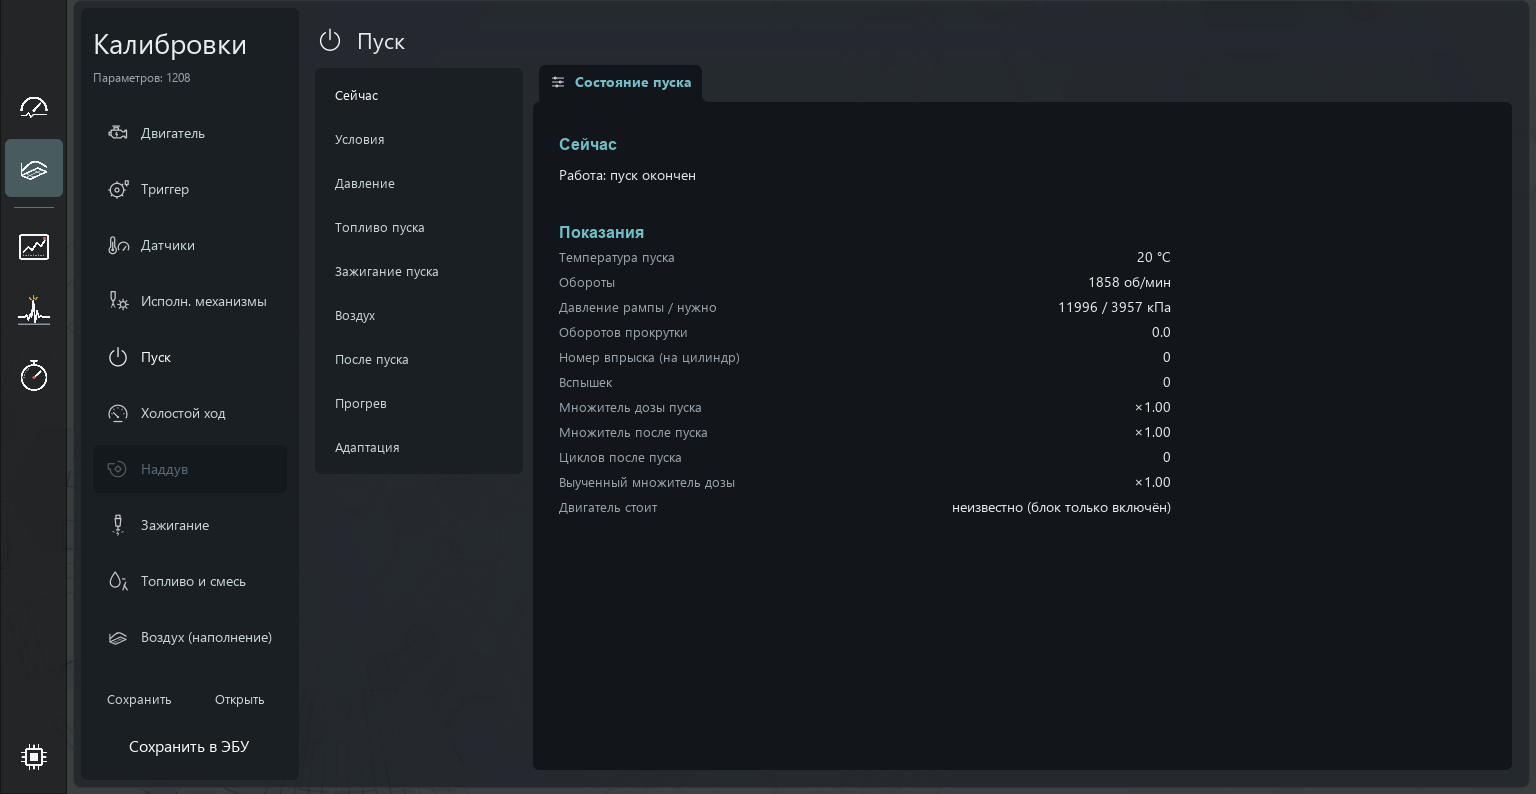 Калибровки
Параметров: 1208
Двигатель
Триггер
Датчики
Исполн. механизмы
Пуск
Холостой ход
Наддув
Зажигание
Топливо и смесь
Воздух (наполнение)
Сохранить Открыть
Сохранить в ЭБУ
Пуск
Сейчас
Условия
Давление
Топливо пуска
Зажигание пуска
Воздух
После пуска
Прогрев
Адаптация
Состояние пуска
Сейчас
Работа: пуск окончен
Показания
Температура пуска 20 °C
Обороты 1858 об/мин
Давление рампы / нужно 11996 / 3957 кПа
Оборотов прокрутки 0.0
Номер впрыска (на цилиндр) 0
Вспышек 0
Множитель дозы пуска ×1.00
Множитель после пуска ×1.00
Циклов после пуска 0
Выученный множитель дозы ×1.00
Двигатель стоит неизвестно (блок только включён)